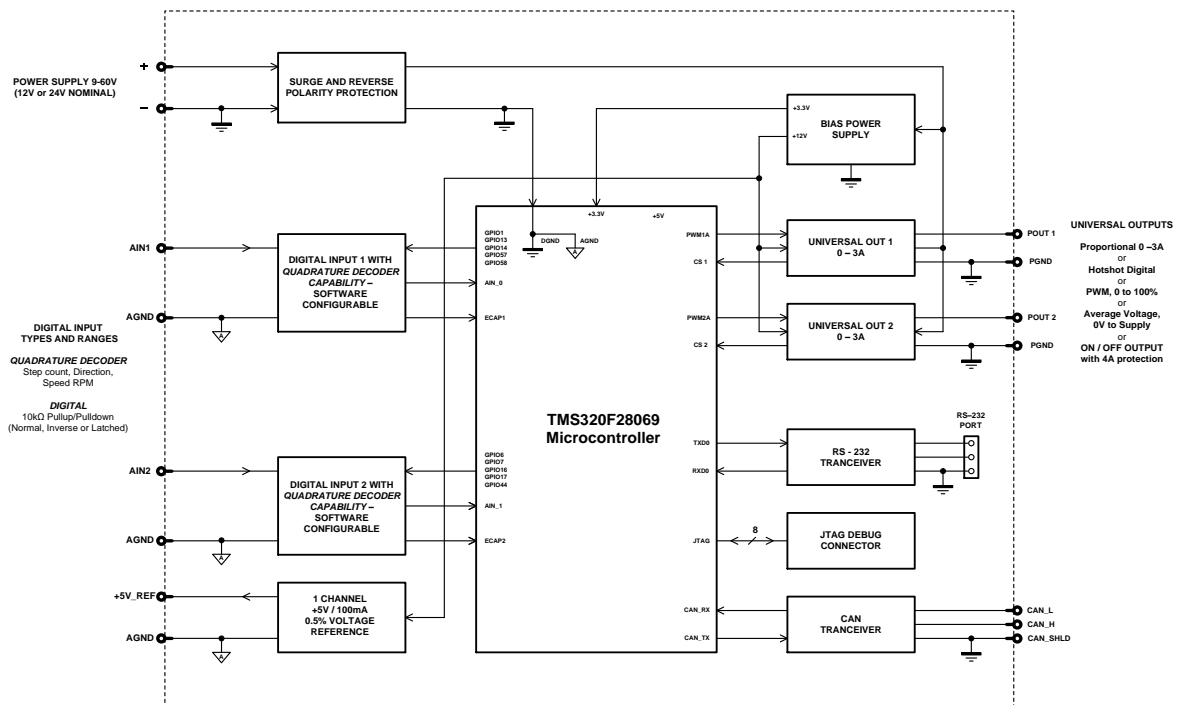 POWER SUPPLY 9-60V
(12V or 24V NOMINAL)
+
–
SURGE AND REVERSE
POLARITY PROTECTION
+3.3V
+12V
BIAS POWER
SUPPLY
AIN1
AGND
DIGITAL INPUT 1 WITH
QUADRATURE DECODER
CAPABILITY –
SOFTWARE
CONFIGURABLE
GPIO1
GPIO13
GPIO14
GPIO57
GPIO58
AIN_0
ECAP1
+3.3V
+5V
DGND
AGND
A
A
PWM1A
CS 1
PWM2A
CS 2
UNIVERSAL OUT 1
0 – 3A
UNIVERSAL OUT 2
0 – 3A
POUT 1
PGND
POUT 2
PGND
UNIVERSAL OUTPUTS
Proportional 0 –3A
or
Hotshot Digital
or
PWM, 0 to 100%
or
Average Voltage,
0V to Supply
or
ON / OFF OUTPUT
with 4A protection
DIGITAL INPUT
TYPES AND RANGES
QUADRATURE DECODER
Step count, Direction,
Speed RPM
DIGITAL
10kΩ Pullup/Pulldown
(Normal, Inverse or Latched)
TMS320F28069
Microcontroller
AIN2
AGND
DIGITAL INPUT 2 WITH
QUADRATURE DECODER
CAPABILITY –
SOFTWARE
CONFIGURABLE
A
GPIO6
GPIO7
GPIO16
GPIO17
GPIO44
AIN_1
ECAP2
TXD0
RXD0
RS - 232
TRANCEIVER
RS–232
PORT
JTAG
8
JTAG DEBUG
CONNECTOR
+5V_REF
AGND
A
1 CHANNEL
+5V / 100mA
0.5% VOLTAGE
REFERENCE
CAN_RX
CAN_TX
CAN
TRANCEIVER
CAN_L
CAN_H
CAN_SHLD